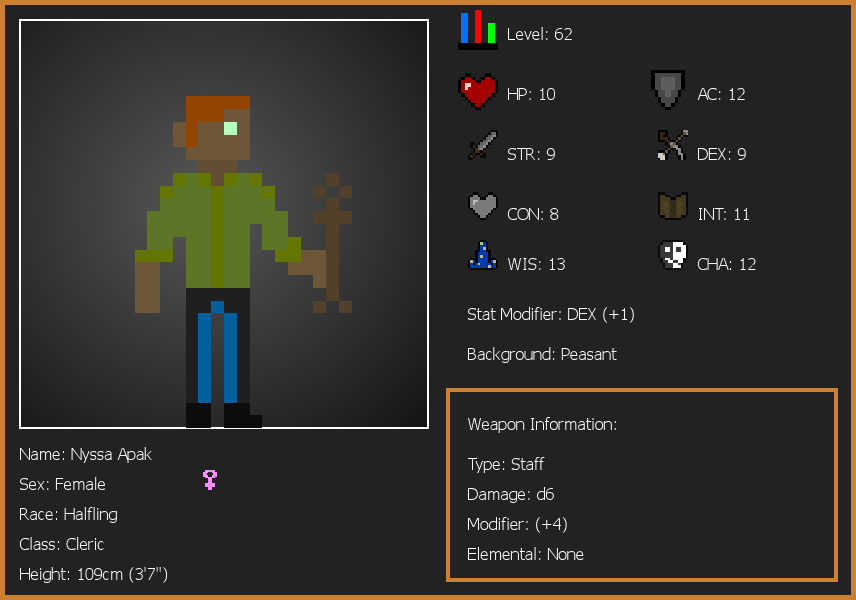 Level: 62
HP: 10
AC: 12
STR: 9
DEX: 9
CON: 8
INT: 11
WIS: 13
CHA: 12
Stat Modifier: DEX (+1)
Background: Peasant
Weapon Information:
Type: Staff
Damage: d6
Modifier: (+4)
Elemental: None
Name: Nyssa Apak
Sex: Female
Race: Halfling
Class: Cleric
Height: 109cm (3'7")